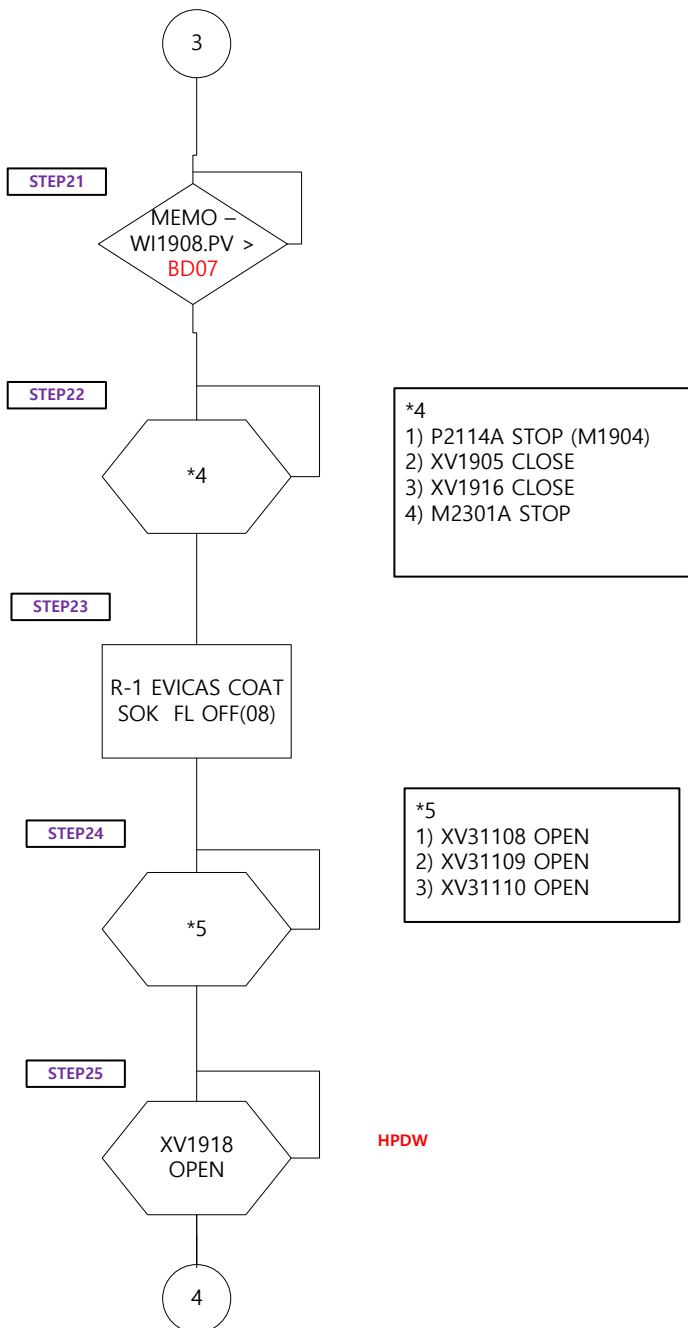 3
STEP21
MEMO –
WI1908.PV >
BD07
STEP22
*4
*4
1) P2114A STOP (M1904)
2) XV1905 CLOSE
3) XV1916 CLOSE
4) M2301A STOP
STEP23
R-1 EVICAS COAT
SOK  FL OFF(08)
STEP24
*5
*5
1) XV31108 OPEN
2) XV31109 OPEN
3) XV31110 OPEN
STEP25
XV1918
OPEN
HPDW
4